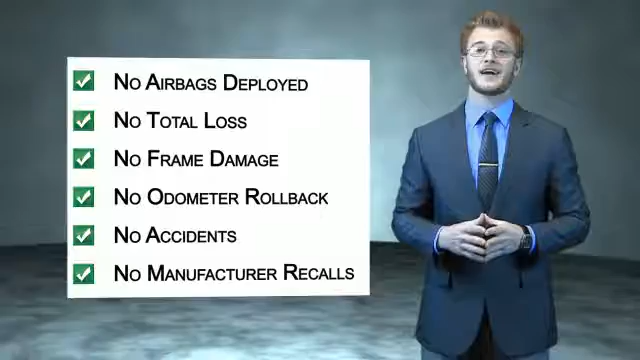 No Airbags Deployed
No Total Loss
No Frame Damage
No Odometer Rollback
No Accidents
No Manufacturer Recalls